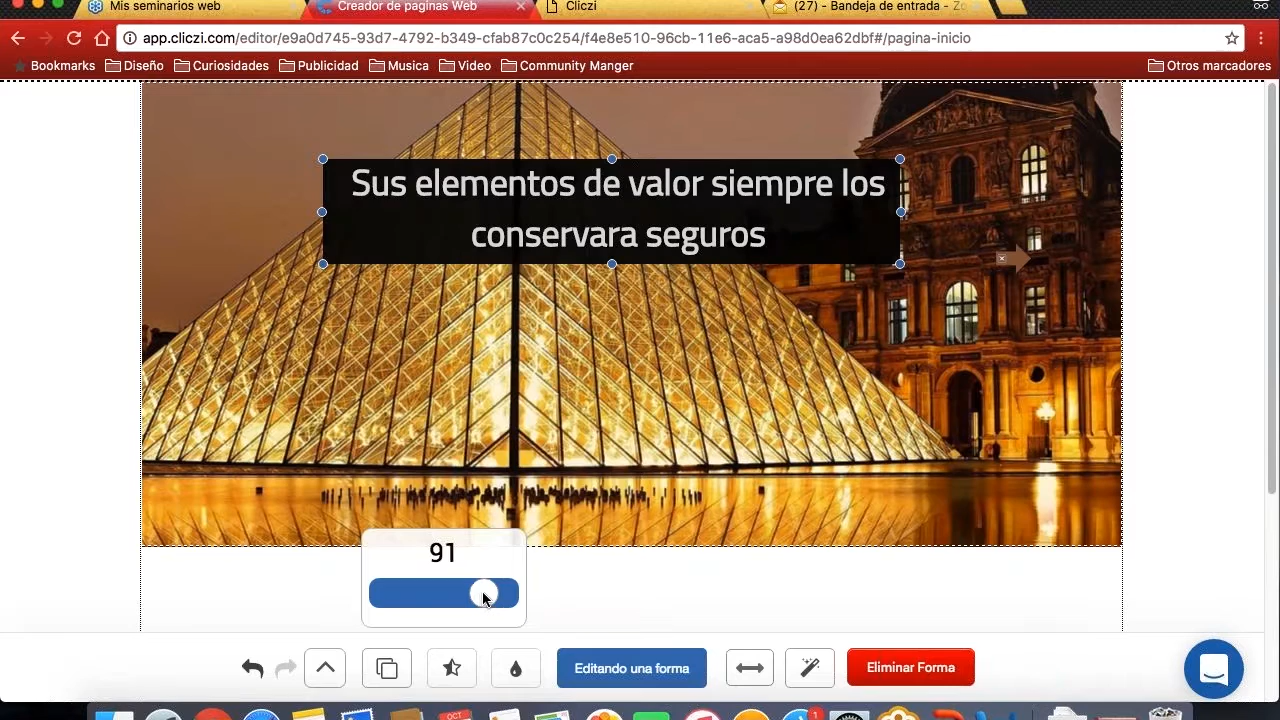 Mis seminarios web
Creador de paginas Web
Cliczi
(27) - Bandeja de entrada - Zo
app.cliczi.com/editor/e9a0d745-93d7-4792-b349-cfab87c0c254/f4e8e510-96cb-11e6-aca5-a98d0ea62dbf#/pagina-inicio
Bookmarks Diseño Curiosidades Publicidad Musica Video Community Manger Otros marcadores
Sus elementos de valor siempre los
conservara seguros
91
Editando una forma
Eliminar Forma
OCT
1